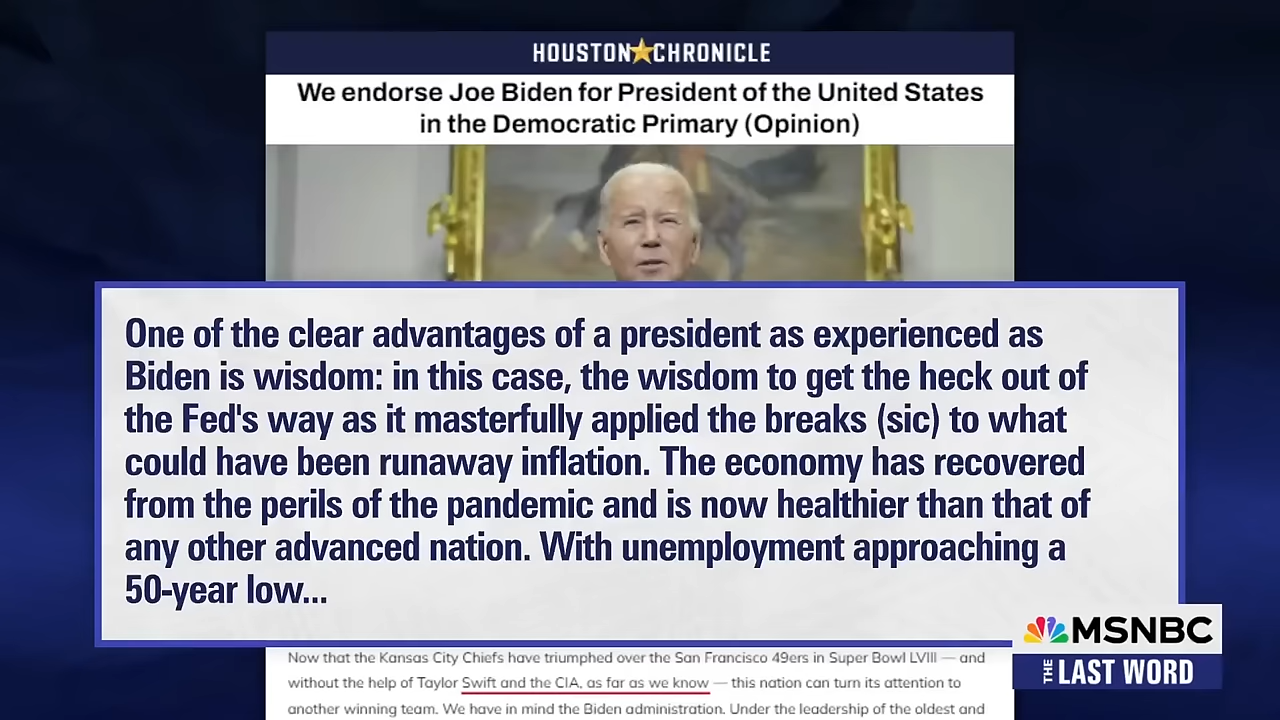 HOUSTON CHRONICLE
We endorse Joe Biden for President of the United States
in the Democratic Primary (Opinion)
One of the clear advantages of a president as experienced as
Biden is wisdom: in this case, the wisdom to get the heck out of
the Fed's way as it masterfully applied the breaks (sic) to what
could have been runaway inflation. The economy has recovered
from the perils of the pandemic and is now healthier than that of
any other advanced nation. With unemployment approaching a
50-year low...
Now that the Kansas City Chiefs have triumphed over the San Francisco 49ers in Super Bowl LVIII — and
without the help of Taylor Swift and the CIA, as far as we know — this nation can turn its attention to
another winning team. We have in mind the Biden administration. Under the leadership of the oldest and
MSNBC
THE LAST WORD